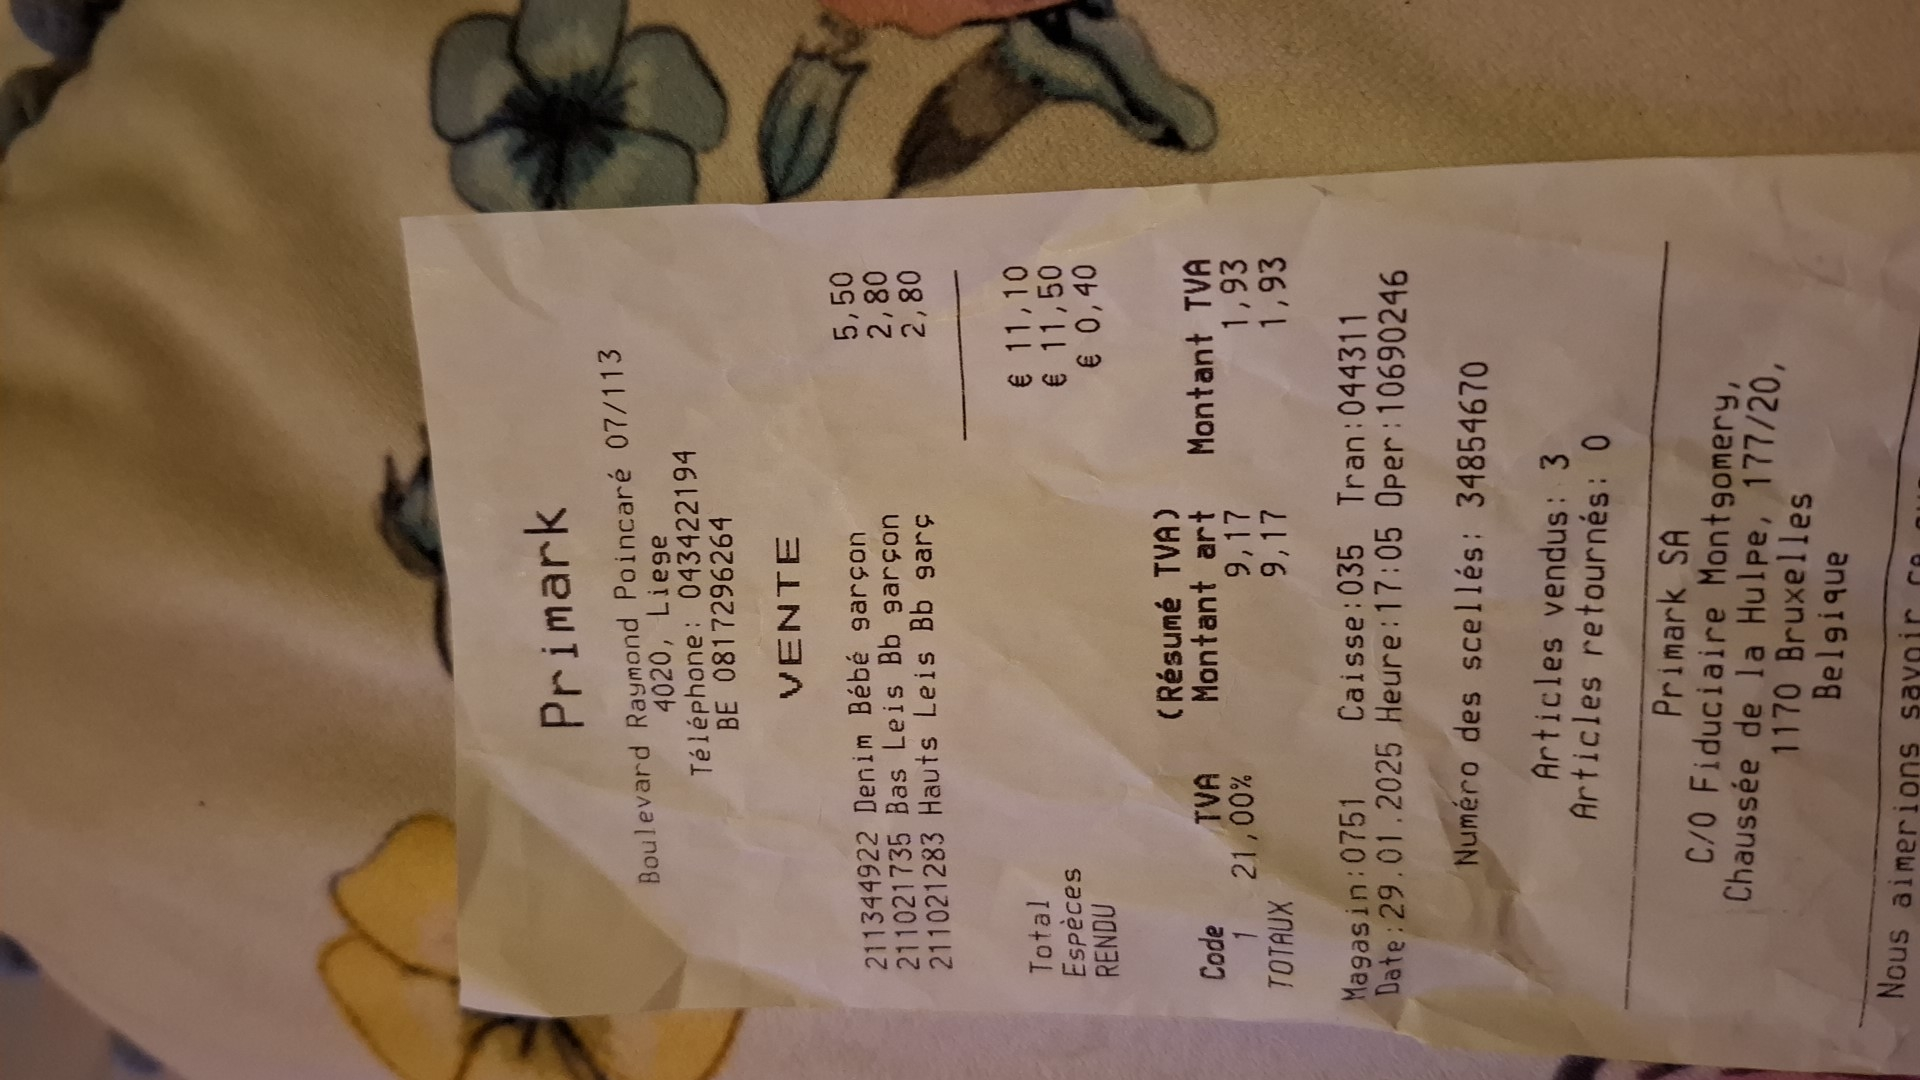 Primark
Boulevard Raymond Poincaré 07/113
4020, Liege
Téléphone: 043422194
BE 0817296264
VENTE
211344922 Denim Bébé garçon 5,50
211021735 Bas Leis Bb garçon 2,80
211021283 Hauts Leis Bb garç 2,80
Total € 11,10
Espèces € 11,50
RENDU € 0,40
(Résumé TVA)
Code TVA Montant art Montant TVA
1 21,00% 9,17 1,93
TOTAUX 9,17 1,93
Magasin:0751 Caisse:035 Tran:044311
Date:29.01.2025 Heure:17:05 Oper:10690246
Numéro des scellés: 34854670
Articles vendus: 3
Articles retournés: 0
Primark SA
C/O Fiduciaire Montgomery,
Chaussée de la Hulpe, 177/20,
1170 Bruxelles
Belgique
Nous aimerions savoir ce